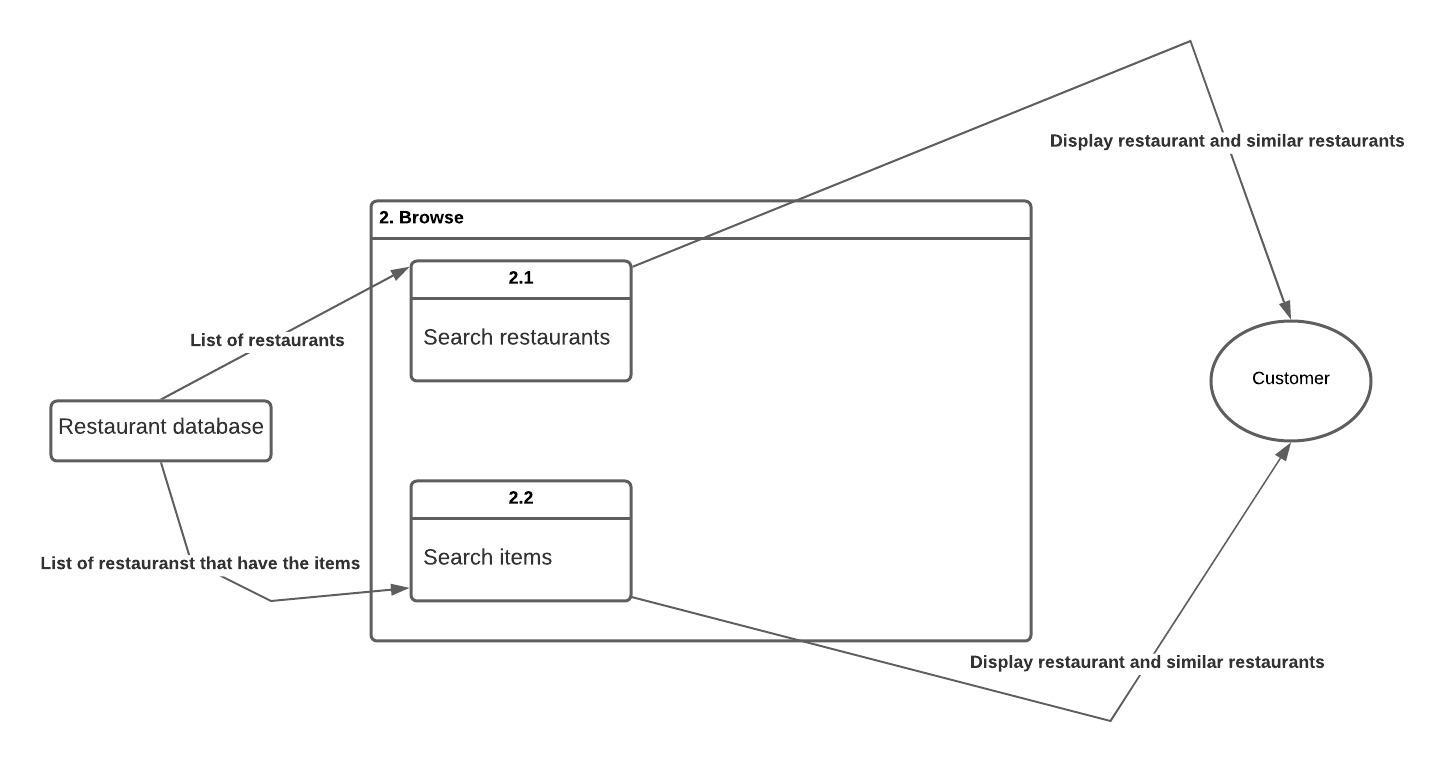 Display restaurant and similar restaurants
2. Browse
2.1
Search restaurants
List of restaurants
Customer
Restaurant database
2.2
Search items
List of restauranst that have the items
Display restaurant and similar restaurants